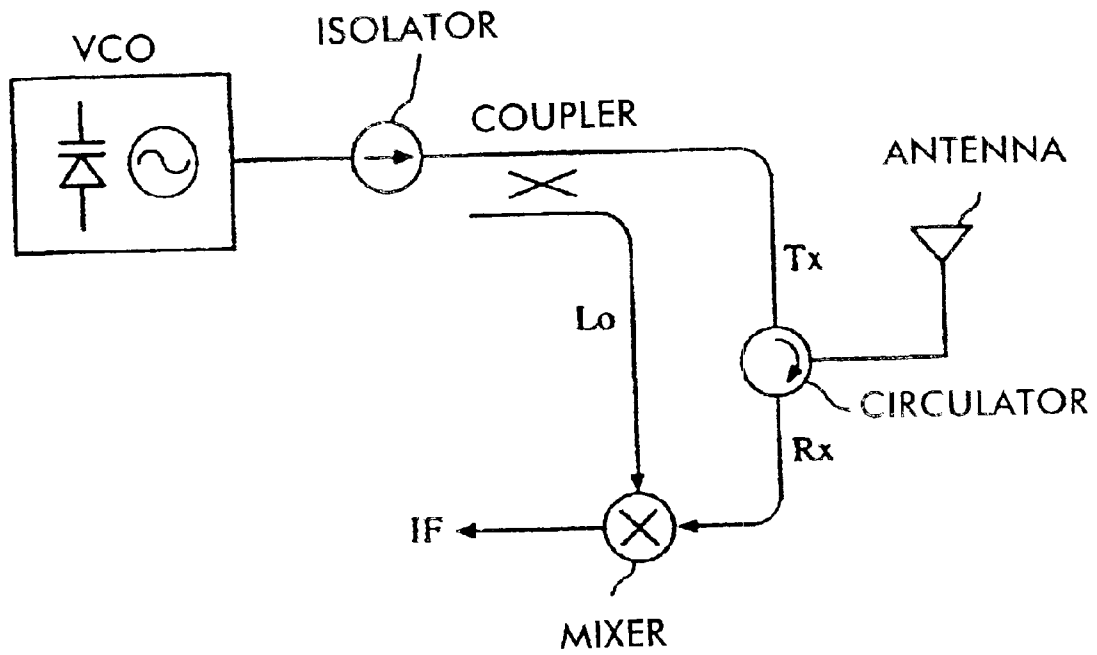 VCO
ISOLATOR
COUPLER
ANTENNA
Tx
Lo
CIRCULATOR
Rx
IF
MIXER